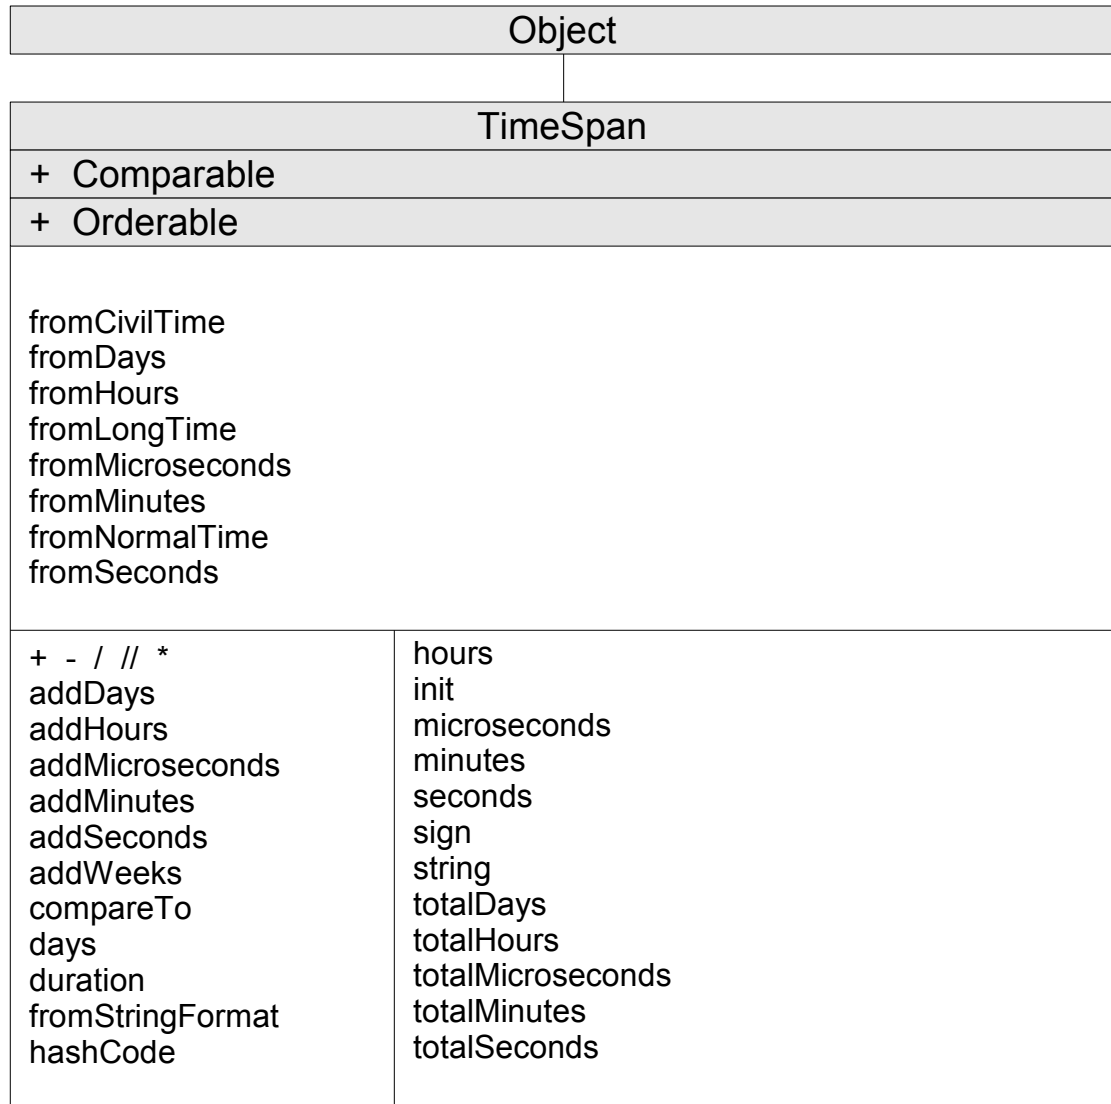 Object
TimeSpan
+ Comparable
+ Orderable
fromCivilTime
fromDays
fromHours
fromLongTime
fromMicroseconds
fromMinutes
fromNormalTime
fromSeconds
+ - / // *
addDays
addHours
addMicroseconds
addMinutes
addSeconds
addWeeks
compareTo
days
duration
fromStringFormat
hashCode
hours
init
microseconds
minutes
seconds
sign
string
totalDays
totalHours
totalMicroseconds
totalMinutes
totalSeconds